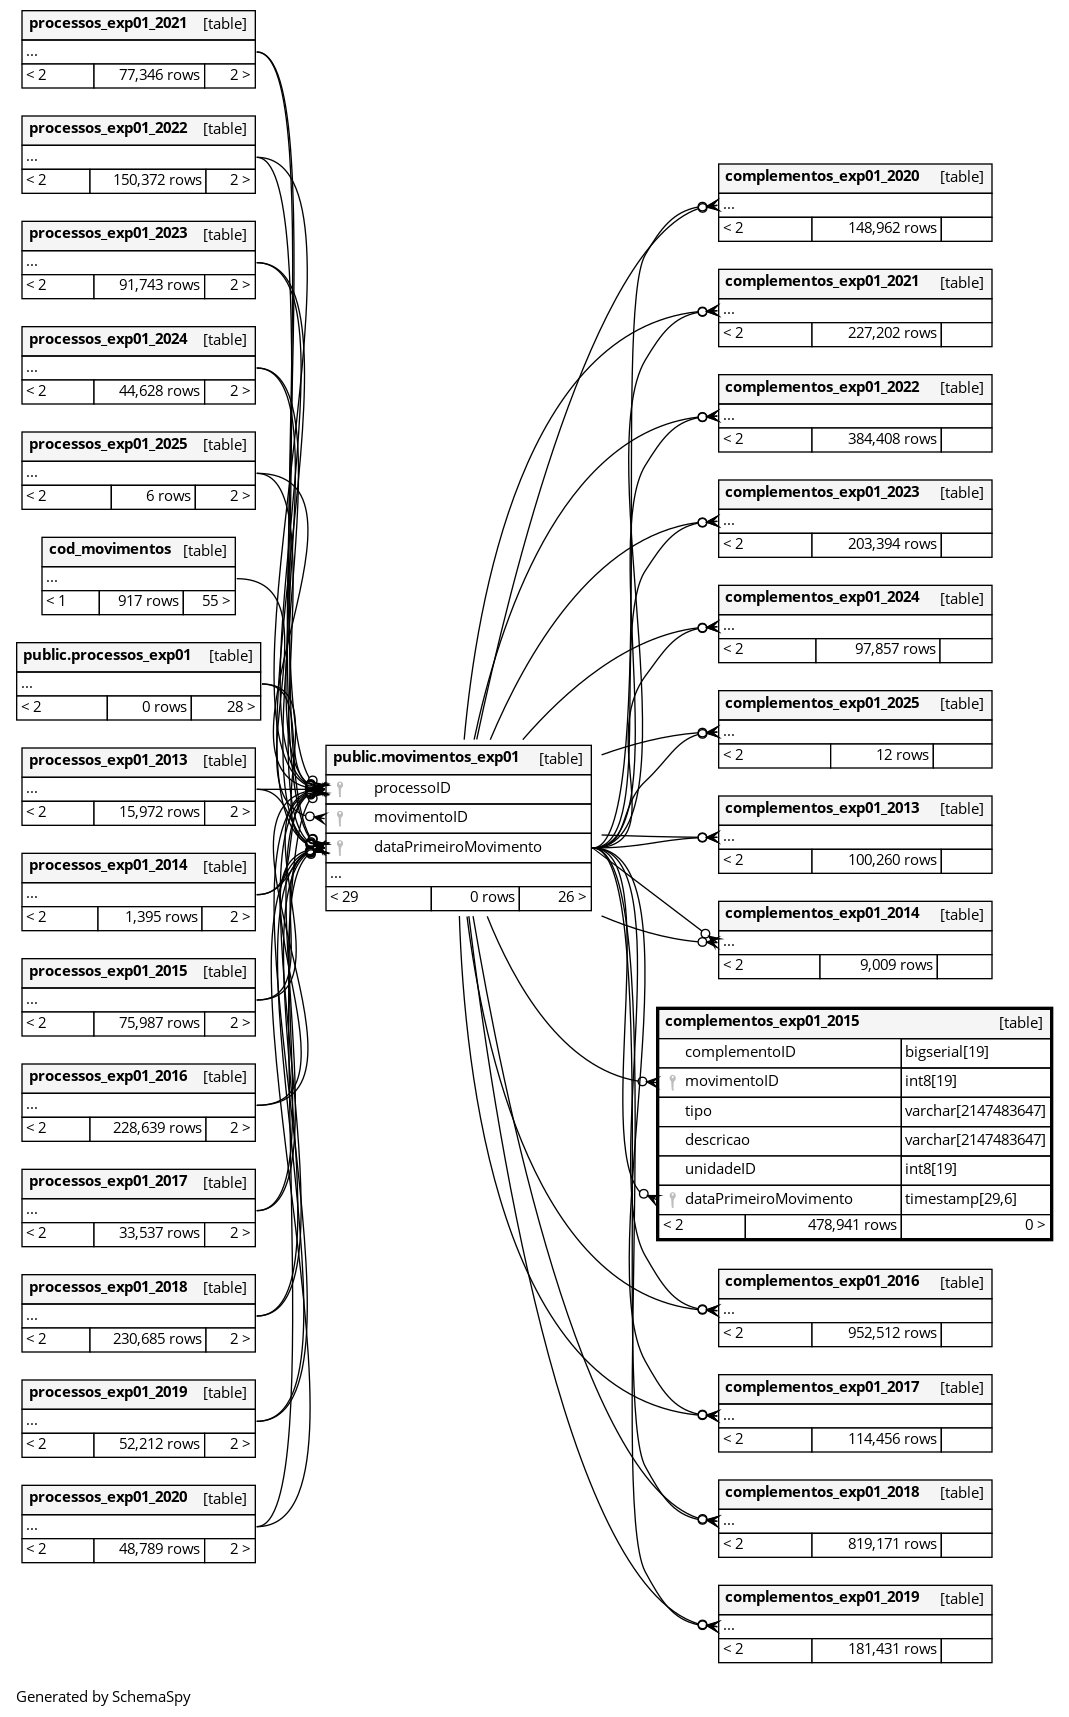 processos_exp01_2021 [table]
...
< 2 77,346 rows 2 >
processos_exp01_2022 [table]
...
< 2 150,372 rows 2 >
processos_exp01_2023 [table]
...
< 2 91,743 rows 2 >
processos_exp01_2024 [table]
...
< 2 44,628 rows 2 >
processos_exp01_2025 [table]
...
< 2 6 rows 2 >
cod_movimentos [table]
...
< 1 917 rows 55 >
public.processos_exp01 [table]
...
< 2 0 rows 28 >
processos_exp01_2013 [table]
...
< 2 15,972 rows 2 >
processos_exp01_2014 [table]
...
< 2 1,395 rows 2 >
processos_exp01_2015 [table]
...
< 2 75,987 rows 2 >
processos_exp01_2016 [table]
...
< 2 228,639 rows 2 >
processos_exp01_2017 [table]
...
< 2 33,537 rows 2 >
processos_exp01_2018 [table]
...
< 2 230,685 rows 2 >
processos_exp01_2019 [table]
...
< 2 52,212 rows 2 >
processos_exp01_2020 [table]
...
< 2 48,789 rows 2 >
public.movimentos_exp01 [table]
processoID
movimentoID
dataPrimeiroMovimento
...
< 29 0 rows 26 >
complementos_exp01_2020 [table]
...
< 2 148,962 rows
complementos_exp01_2021 [table]
...
< 2 227,202 rows
complementos_exp01_2022 [table]
...
< 2 384,408 rows
complementos_exp01_2023 [table]
...
< 2 203,394 rows
complementos_exp01_2024 [table]
...
< 2 97,857 rows
complementos_exp01_2025 [table]
...
< 2 12 rows
complementos_exp01_2013 [table]
...
< 2 100,260 rows
complementos_exp01_2014 [table]
...
< 2 9,009 rows
complementos_exp01_2015 [table]
complementoID bigserial[19]
movimentoID int8[19]
tipo varchar[2147483647]
descricao varchar[2147483647]
unidadeID int8[19]
dataPrimeiroMovimento timestamp[29,6]
< 2 478,941 rows 0 >
complementos_exp01_2016 [table]
...
< 2 952,512 rows
complementos_exp01_2017 [table]
...
< 2 114,456 rows
complementos_exp01_2018 [table]
...
< 2 819,171 rows
complementos_exp01_2019 [table]
...
< 2 181,431 rows
Generated by SchemaSpy